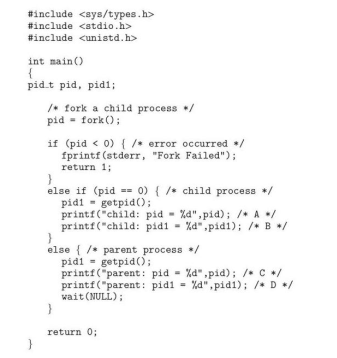 #include <sys/types.h>
#include <stdio.h>
#include <unistd.h>
int main()
{
pid_t pid, pid1;
/* fork a child process */
pid = fork();
if (pid < 0) { /* error occurred */
fprintf(stderr, "Fork Failed");
return 1;
}
else if (pid == 0) { /* child process */
pid1 = getpid();
printf("child: pid = %d",pid); /* A */
printf("child: pid1 = %d",pid1); /* B */
}
else { /* parent process */
pid1 = getpid();
printf("parent: pid = %d",pid); /* C */
printf("parent: pid1 = %d",pid1); /* D */
wait(NULL);
}
return 0;
}